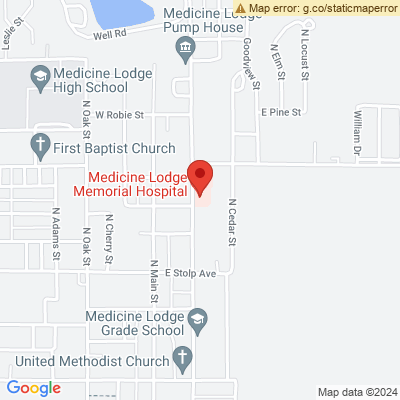 Map error: g.co/staticmaperror
Leslie St
Well Rd
Medicine Lodge
Pump House
Goodview St
N Elm St
N Locust St
Medicine Lodge
High School
N Oak St
W Robie St
E Pine St
William Dr
First Baptist Church
Medicine Lodge
Memorial Hospital
N Adams St
N Oak St
N Cherry St
N Main St
N Cedar St
E Stolp Ave
Medicine Lodge
Grade School
United Methodist Church
Google
Map data ©2024